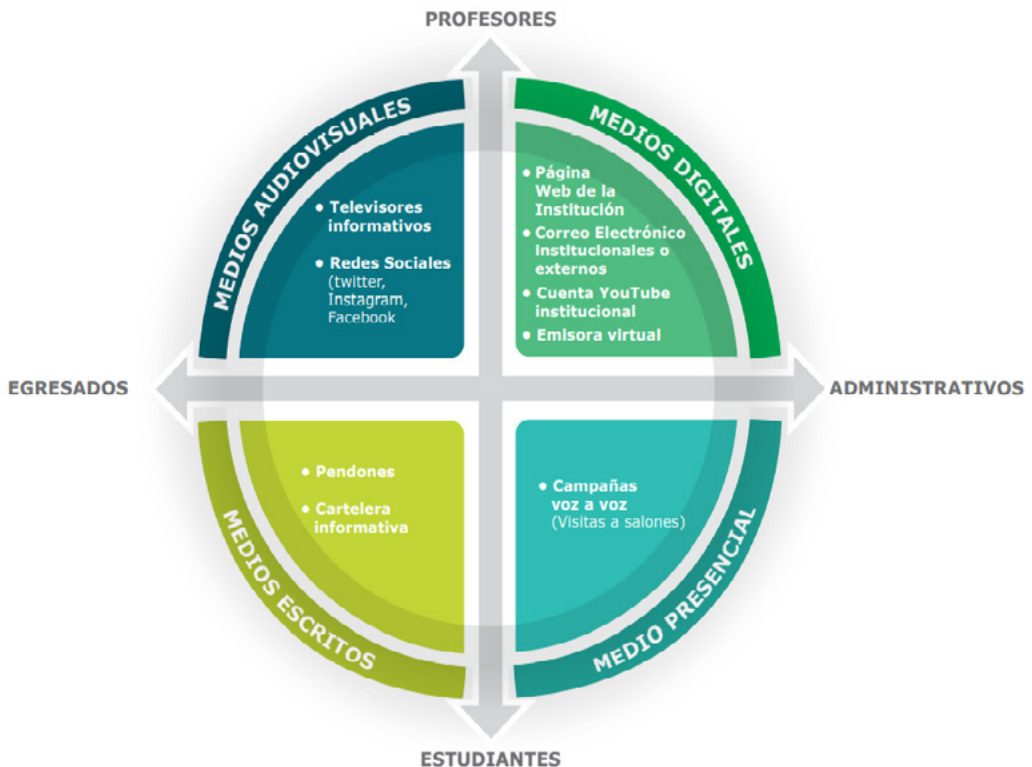 PROFESORES
MEDIOS AUDIOVISUALES
• Televisores
informativos
• Redes Sociales
(twitter,
Instagram,
Facebook
MEDIOS DIGITALES
• Página
Web de la
Institución
• Correo Electrónico
institucionales o
externos
• Cuenta YouTube
institucional
• Emisora virtual
EGRESADOS
ADMINISTRATIVOS
• Pendones
• Cartelera
informativa
MEDIOS ESCRITOS
• Campañas
voz a voz
(Visitas a salones)
MEDIO PRESENCIAL
ESTUDIANTES